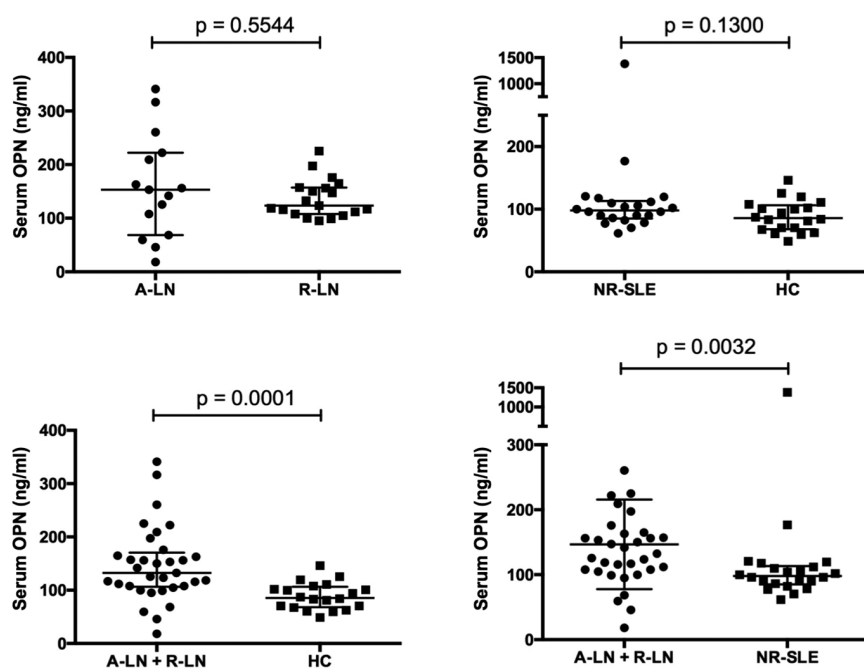 p = 0.5544
400
300
200
100
0
Serum OPN (ng/ml)
A-LN R-LN
p = 0.1300
1500
1000
200
100
0
Serum OPN (ng/ml)
NR-SLE HC
p = 0.0001
400
300
200
100
0
Serum OPN (ng/ml)
A-LN + R-LN HC
p = 0.0032
1500
1000
300
200
100
0
Serum OPN (ng/ml)
A-LN + R-LN NR-SLE